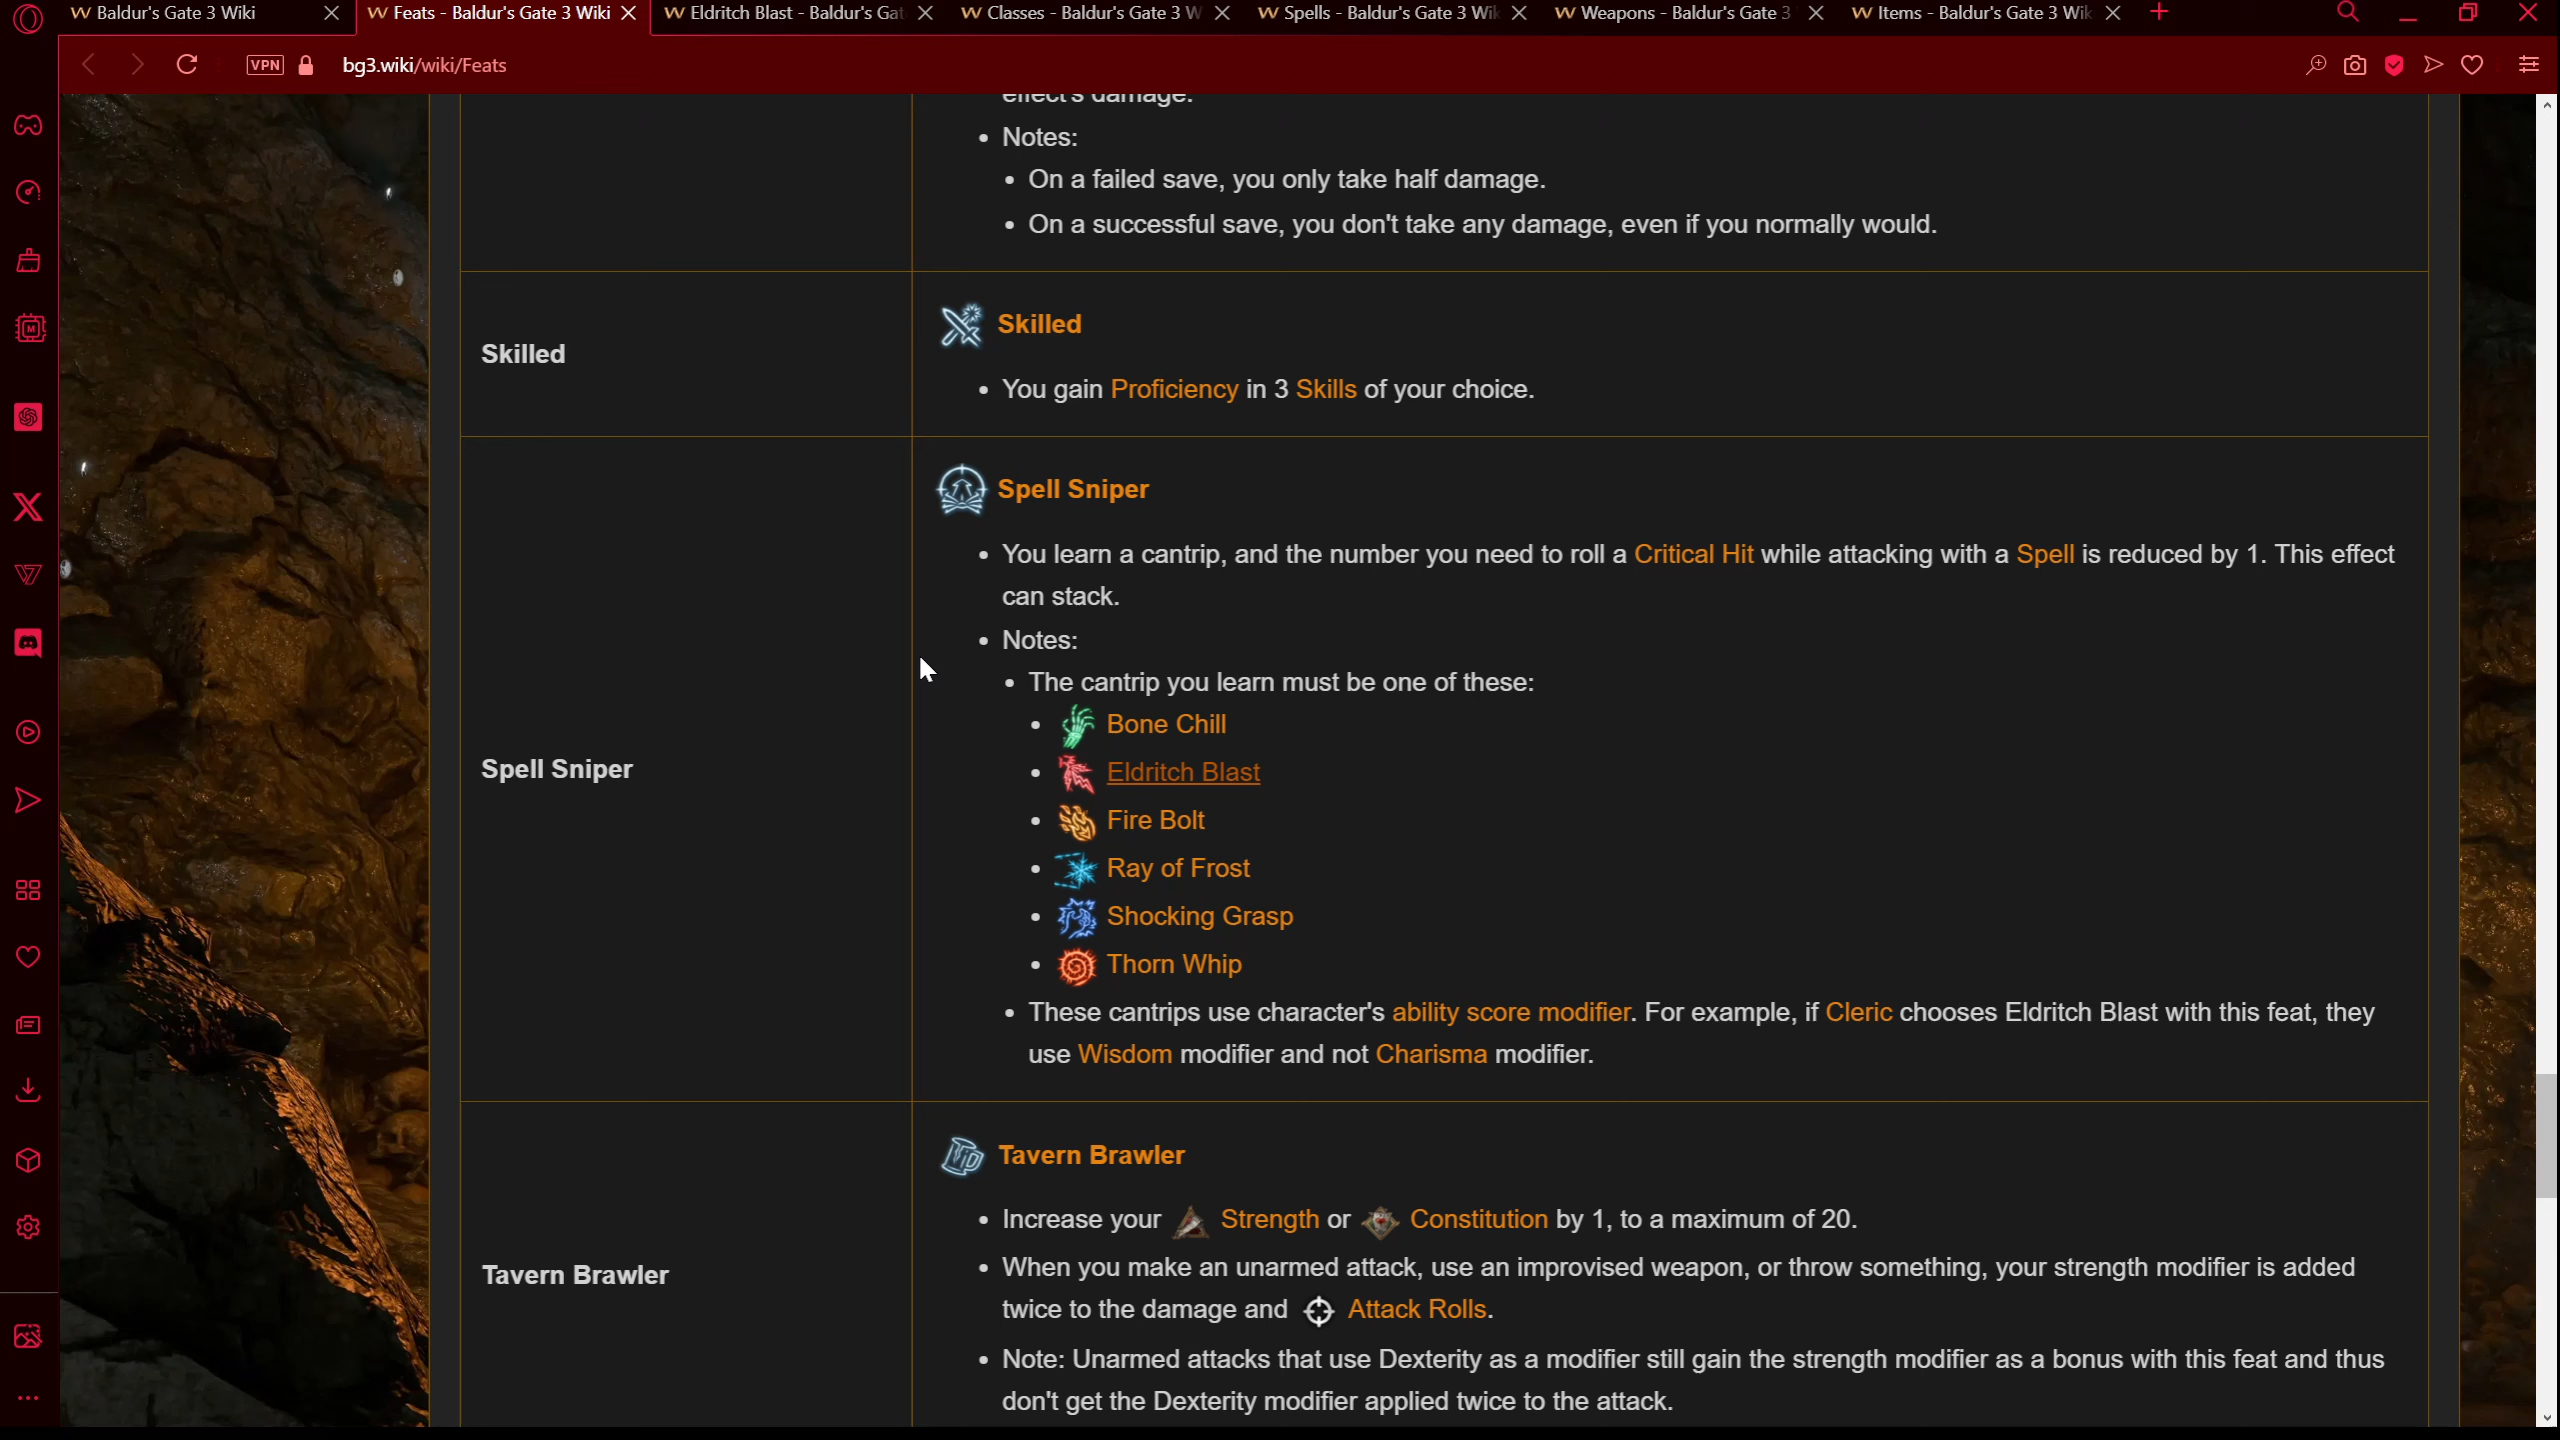 Baldur's Gate 3 Wiki
Feats - Baldur's Gate 3 Wiki
Eldritch Blast - Baldur's Gat
Classes - Baldur's Gate 3 W
Spells - Baldur's Gate 3 Wik
Weapons - Baldur's Gate 3
Items - Baldur's Gate 3 Wik
VPN
bg3.wiki/wiki/Feats
effect's damage.
Notes:
On a failed save, you only take half damage.
On a successful save, you don't take any damage, even if you normally would.
Skilled
Skilled
You gain Proficiency in 3 Skills of your choice.
Spell Sniper
Spell Sniper
You learn a cantrip, and the number you need to roll a Critical Hit while attacking with a Spell is reduced by 1. This effect
can stack.
Notes:
The cantrip you learn must be one of these:
Bone Chill
Eldritch Blast
Fire Bolt
Ray of Frost
Shocking Grasp
Thorn Whip
These cantrips use character's ability score modifier. For example, if Cleric chooses Eldritch Blast with this feat, they
use Wisdom modifier and not Charisma modifier.
Tavern Brawler
Tavern Brawler
Increase your Strength or Constitution by 1, to a maximum of 20.
When you make an unarmed attack, use an improvised weapon, or throw something, your strength modifier is added
twice to the damage and Attack Rolls.
Note: Unarmed attacks that use Dexterity as a modifier still gain the strength modifier as a bonus with this feat and thus
don't get the Dexterity modifier applied twice to the attack.